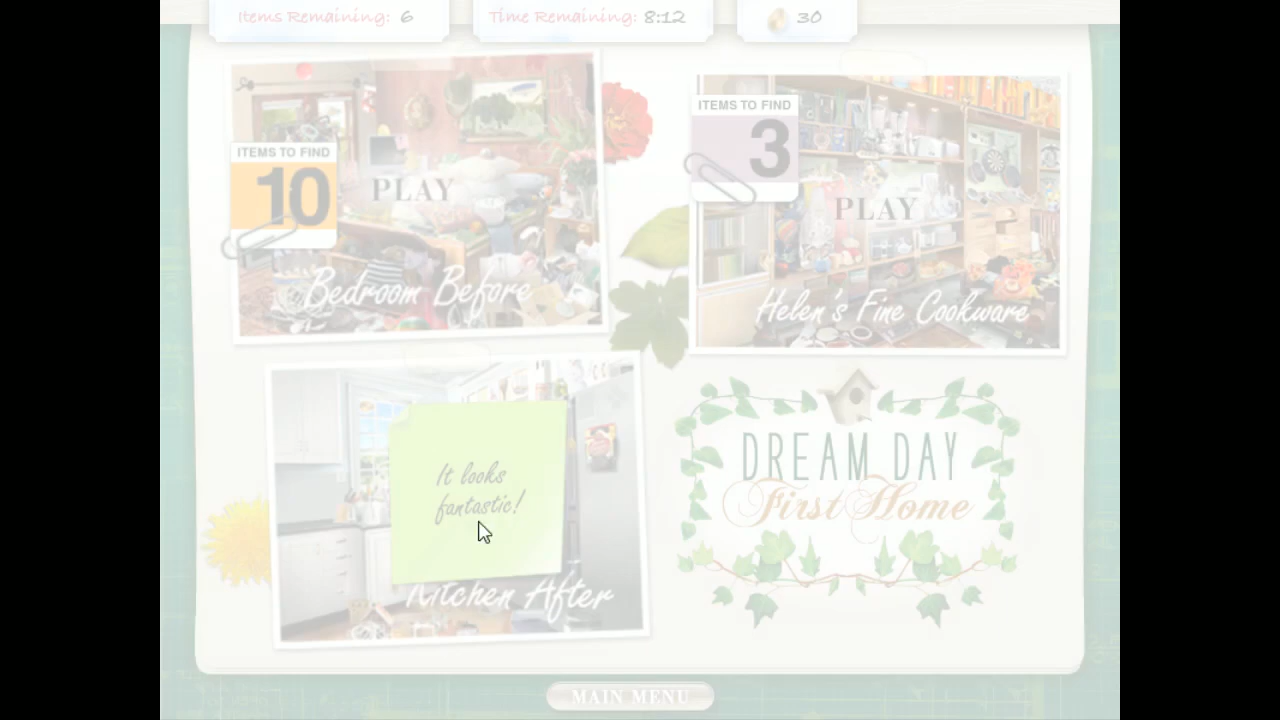 Items Remaining: 6
Time Remaining: 8:12
30
ITEMS TO FIND
10
PLAY
Bedroom Before
ITEMS TO FIND
3
PLAY
Helen's Fine Cookware
It looks
fantastic!
Kitchen After
DREAM DAY
First Home
MAIN MENU